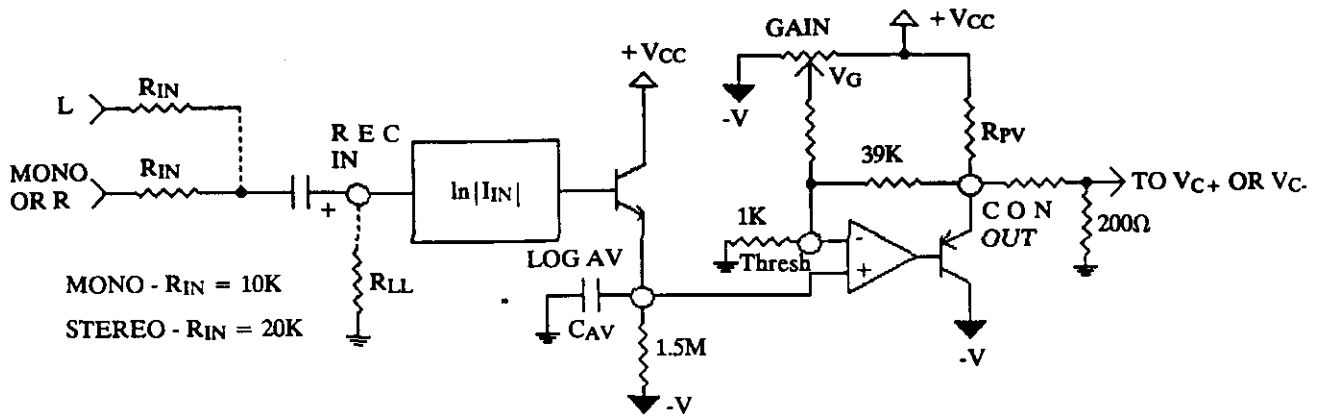 GAIN
+ VCC
+ VCC
VG
-V
L
RIN
REC
IN
RPV
MONO
OR R
RIN
+
ln|IIN|
39K
TO VC+ OR VC-
CON
OUT
200Ω
1K
Thresh
-
+
LOG AV
MONO - RIN = 10K
STEREO - RIN = 20K
RLL
CAV
1.5M
-V
-V